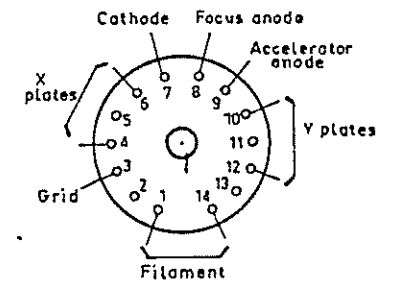 Cathode
Focus anode
Accelerator
anode
X
plates
6
7
8
9
5
10
4
11
Y plates
3
12
Grid
2
13
1
14
Filament